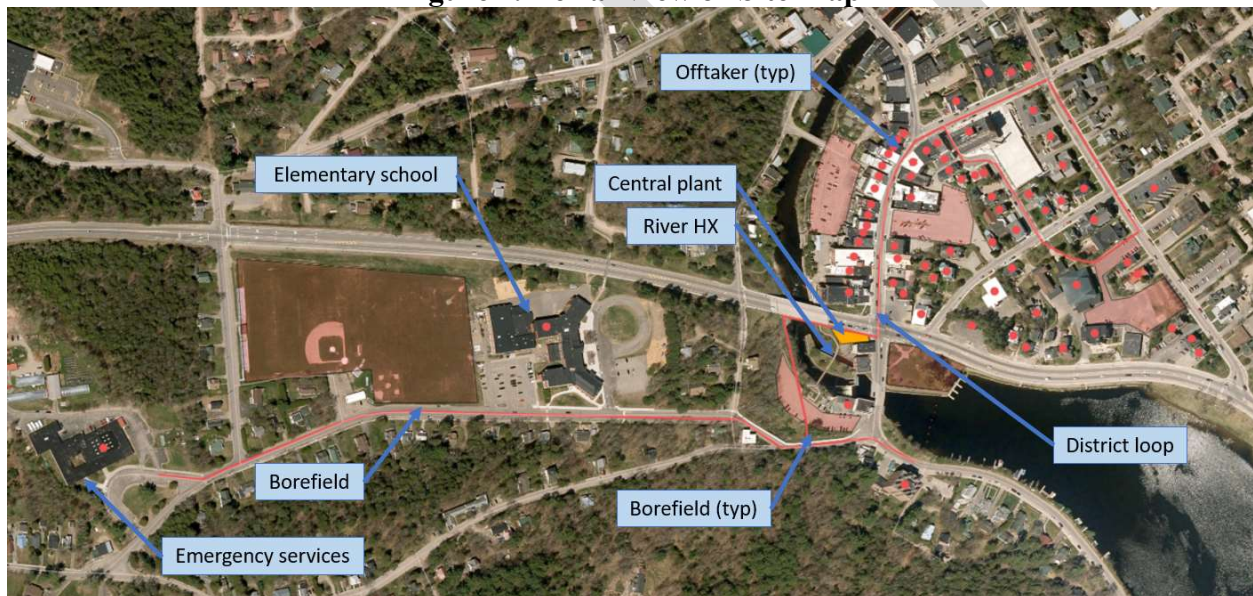 Offtaker (typ)
Elementary school
Central plant
River HX
District loop
Borefield
Borefield (typ)
Emergency services